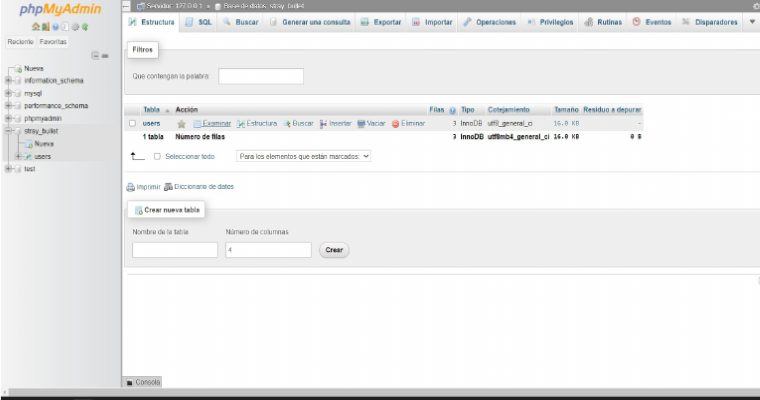 phpMyAdmin
Reciente Favoritas
Nueva
information_schema
mysql
performance_schema
phpmyadmin
stray_bullet
Nueva
users
test
Servidor: 127.0.0.1 » Base de datos: stray_bullet
Estructura SQL Buscar Generar una consulta Exportar Importar Operaciones Privilegios Rutinas Eventos Disparadores
Filtros
Que contengan la palabra:
Tabla Acción Filas Tipo Cotejamiento Tamaño Residuo a depurar
users Examinar Estructura Buscar Insertar Vaciar Eliminar 3 InnoDB utf8_general_ci 16.0 KB -
1 tabla Número de filas 3 InnoDB utf8mb4_general_ci 16.0 KB 0 B
Seleccionar todo Para los elementos que están marcados:
Imprimir Diccionario de datos
Crear nueva tabla
Nombre de la tabla Número de columnas
4 Crear
Consola